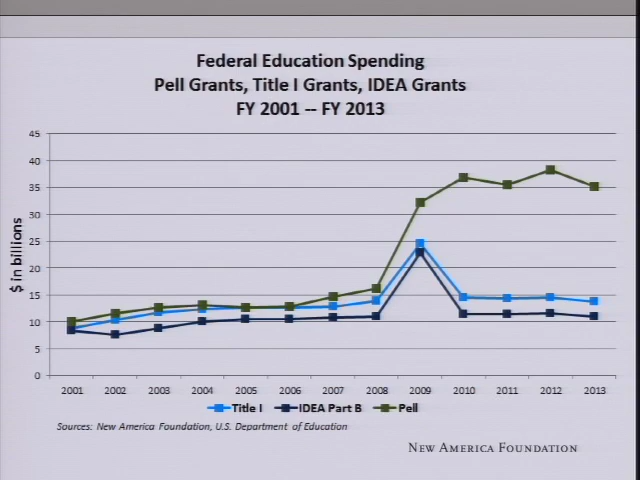 Federal Education Spending
Pell Grants, Title I Grants, IDEA Grants
FY 2001 -- FY 2013
$ in billions
45
40
35
30
25
20
15
10
5
0
2001 2002 2003 2004 2005 2006 2007 2008 2009 2010 2011 2012 2013
Title I IDEA Part B Pell
Sources: New America Foundation, U.S. Department of Education
NEW AMERICA FOUNDATION